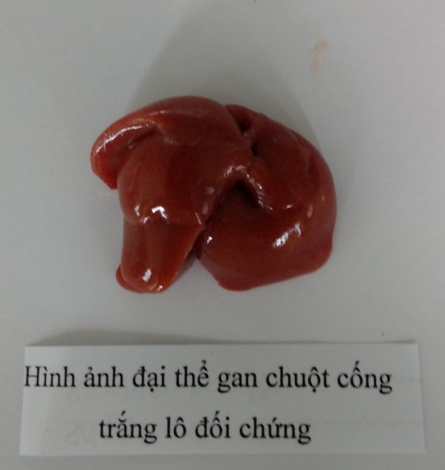 Hình ảnh đại thể gan chuột cống
trắng lô đối chứng